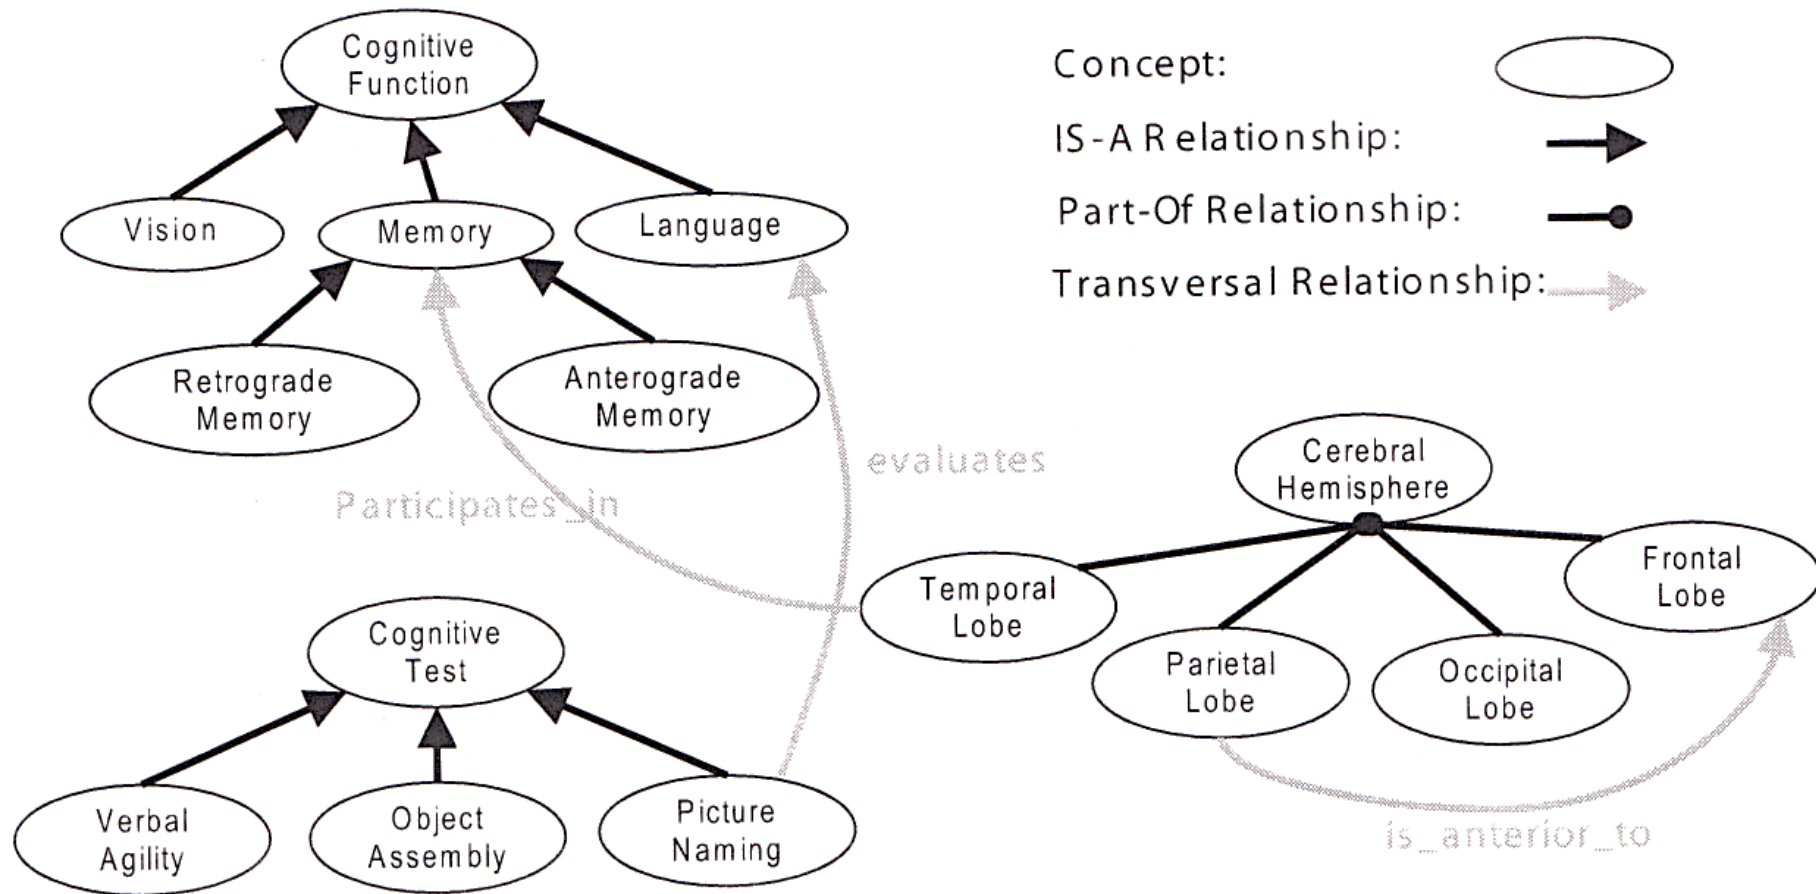 Cognitive
Function
Vision
Memory
Language
Retrograde
Memory
Anterograde
Memory
Concept:
IS-A Relationship:
Part-Of Relationship:
Transversal Relationship:
evaluates
Participates_in
Cerebral
Hemisphere
Temporal
Lobe
Parietal
Lobe
Occipital
Lobe
Frontal
Lobe
is_anterior_to
Cognitive
Test
Verbal
Agility
Object
Assembly
Picture
Naming